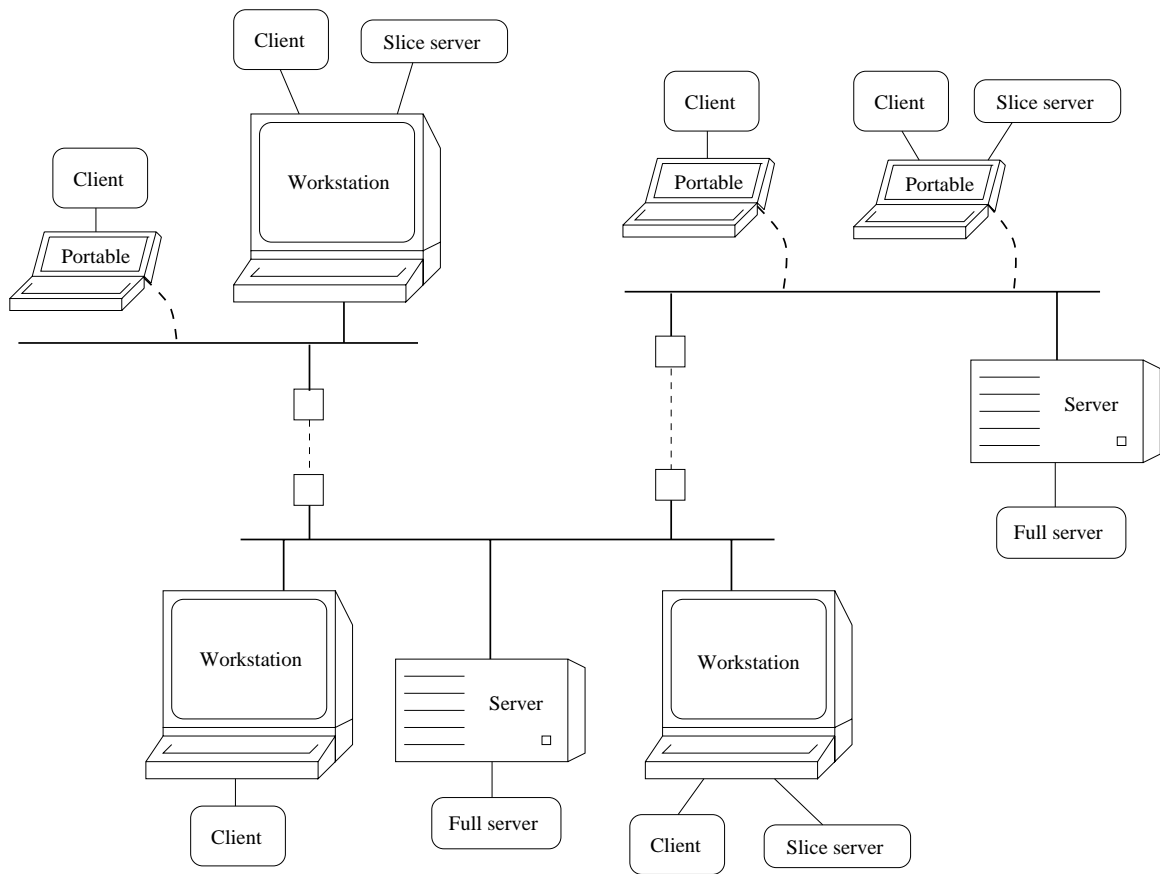 Client
Slice server
Client
Client
Slice server
Client
Workstation
Portable
Portable
Portable
Server
Full server
Workstation
Workstation
Server
Client
Full server
Client
Slice server